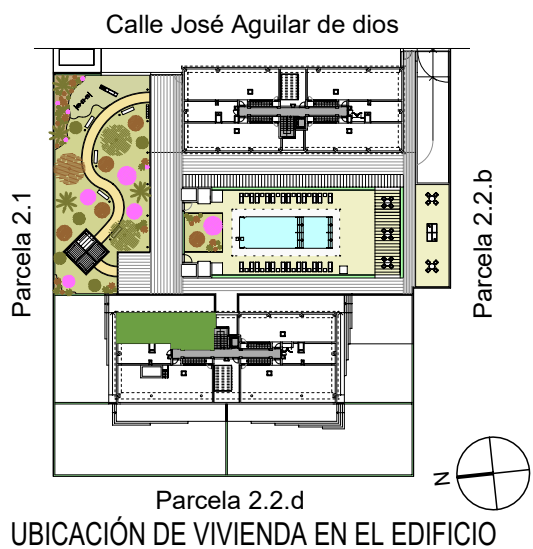 Calle José Aguilar de dios
Parcela 2.1
Parcela 2.2.b
N
Parcela 2.2.d
UBICACIÓN DE VIVIENDA EN EL EDIFICIO